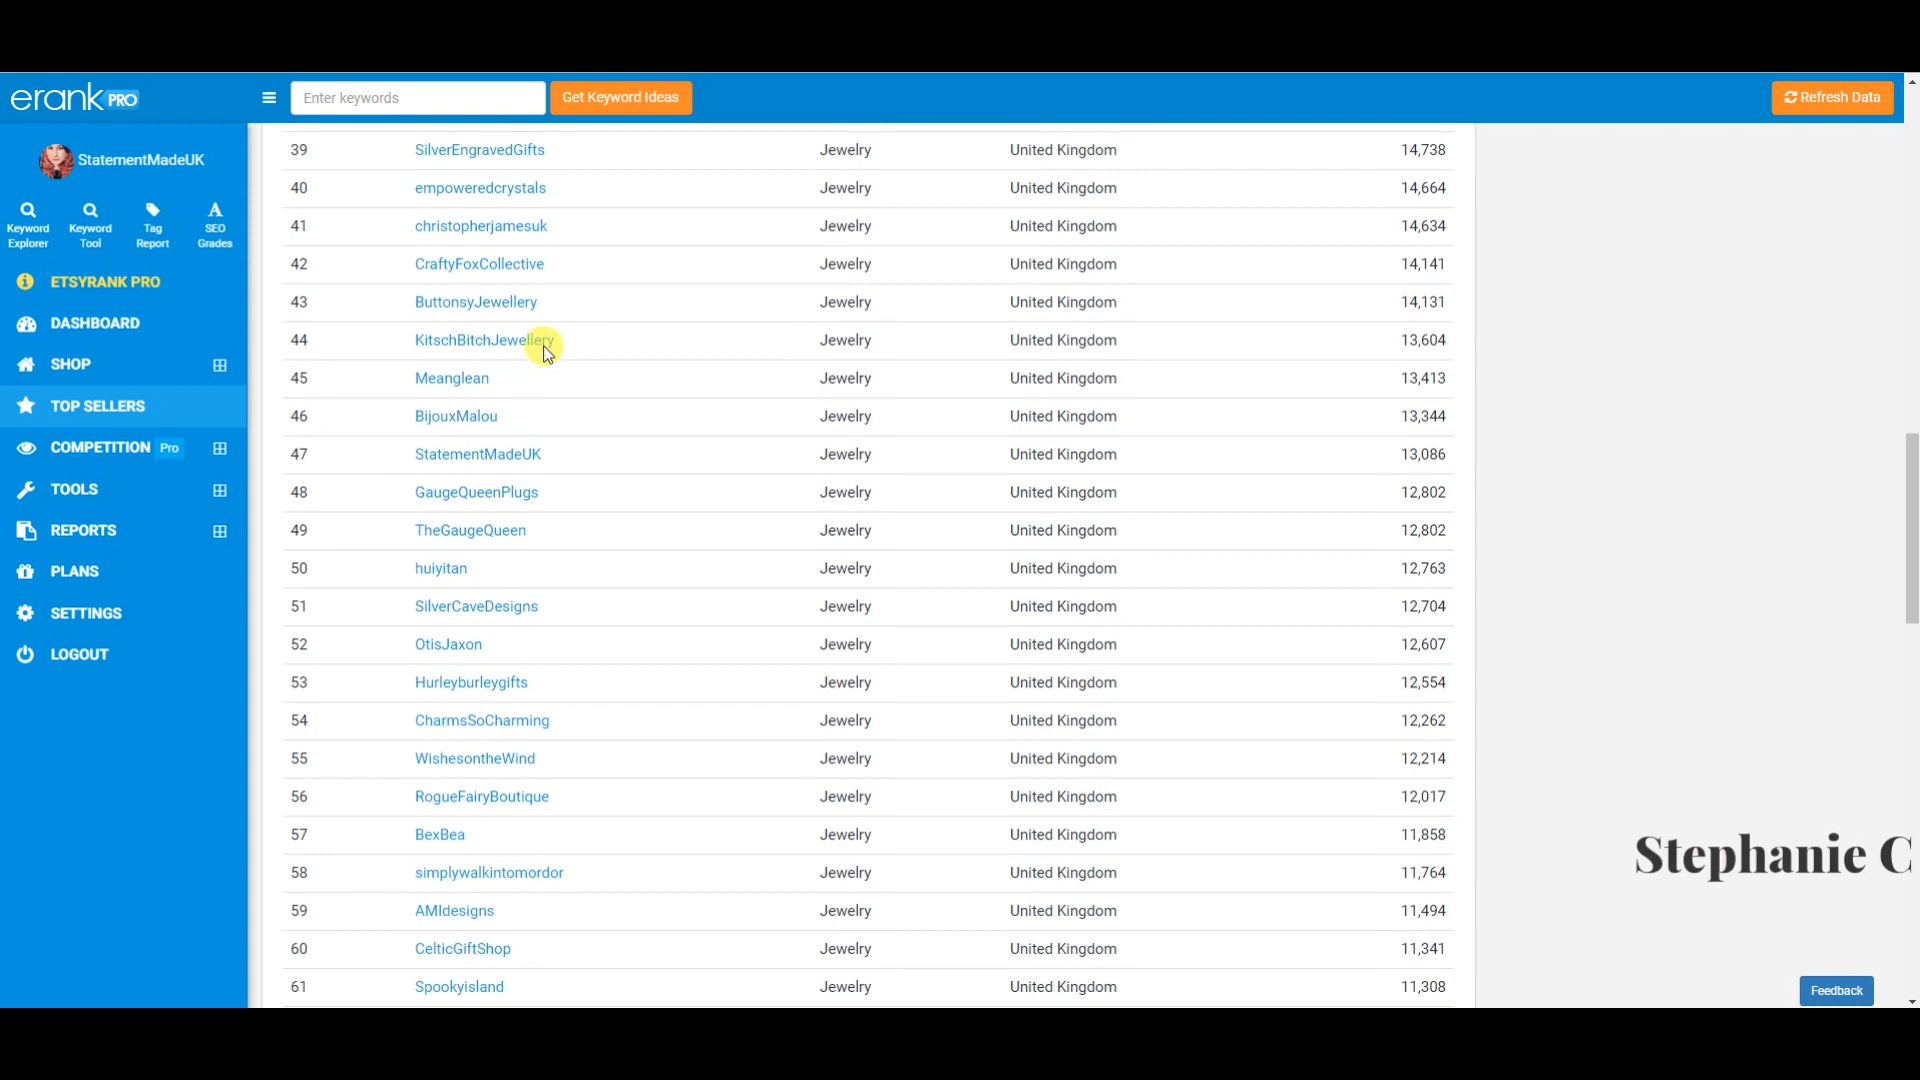 erank PRO
Enter keywords
Get Keyword Ideas
Refresh Data
StatementMadeUK
Keyword Explorer
Keyword Tool
Tag Report
SEO Grades
ETSYRANK PRO
DASHBOARD
SHOP
TOP SELLERS
COMPETITION Pro
TOOLS
REPORTS
PLANS
SETTINGS
LOGOUT
39 SilverEngravedGifts Jewelry United Kingdom 14,738
40 empoweredcrystals Jewelry United Kingdom 14,664
41 christopherjamesuk Jewelry United Kingdom 14,634
42 CraftyFoxCollective Jewelry United Kingdom 14,141
43 ButtonsyJewellery Jewelry United Kingdom 14,131
44 KitschBitchJewellery Jewelry United Kingdom 13,604
45 Meanglean Jewelry United Kingdom 13,413
46 BijouxMalou Jewelry United Kingdom 13,344
47 StatementMadeUK Jewelry United Kingdom 13,086
48 GaugeQueenPlugs Jewelry United Kingdom 12,802
49 TheGaugeQueen Jewelry United Kingdom 12,802
50 huiyitan Jewelry United Kingdom 12,763
51 SilverCaveDesigns Jewelry United Kingdom 12,704
52 OtisJaxon Jewelry United Kingdom 12,607
53 Hurleyburleygifts Jewelry United Kingdom 12,554
54 CharmsSoCharming Jewelry United Kingdom 12,262
55 WishesontheWind Jewelry United Kingdom 12,214
56 RogueFairyBoutique Jewelry United Kingdom 12,017
57 BexBea Jewelry United Kingdom 11,858
58 simplywalkintomordor Jewelry United Kingdom 11,764
59 AMIdesigns Jewelry United Kingdom 11,494
60 CelticGiftShop Jewelry United Kingdom 11,341
61 Spookyisland Jewelry United Kingdom 11,308
Stephanie C
Feedback